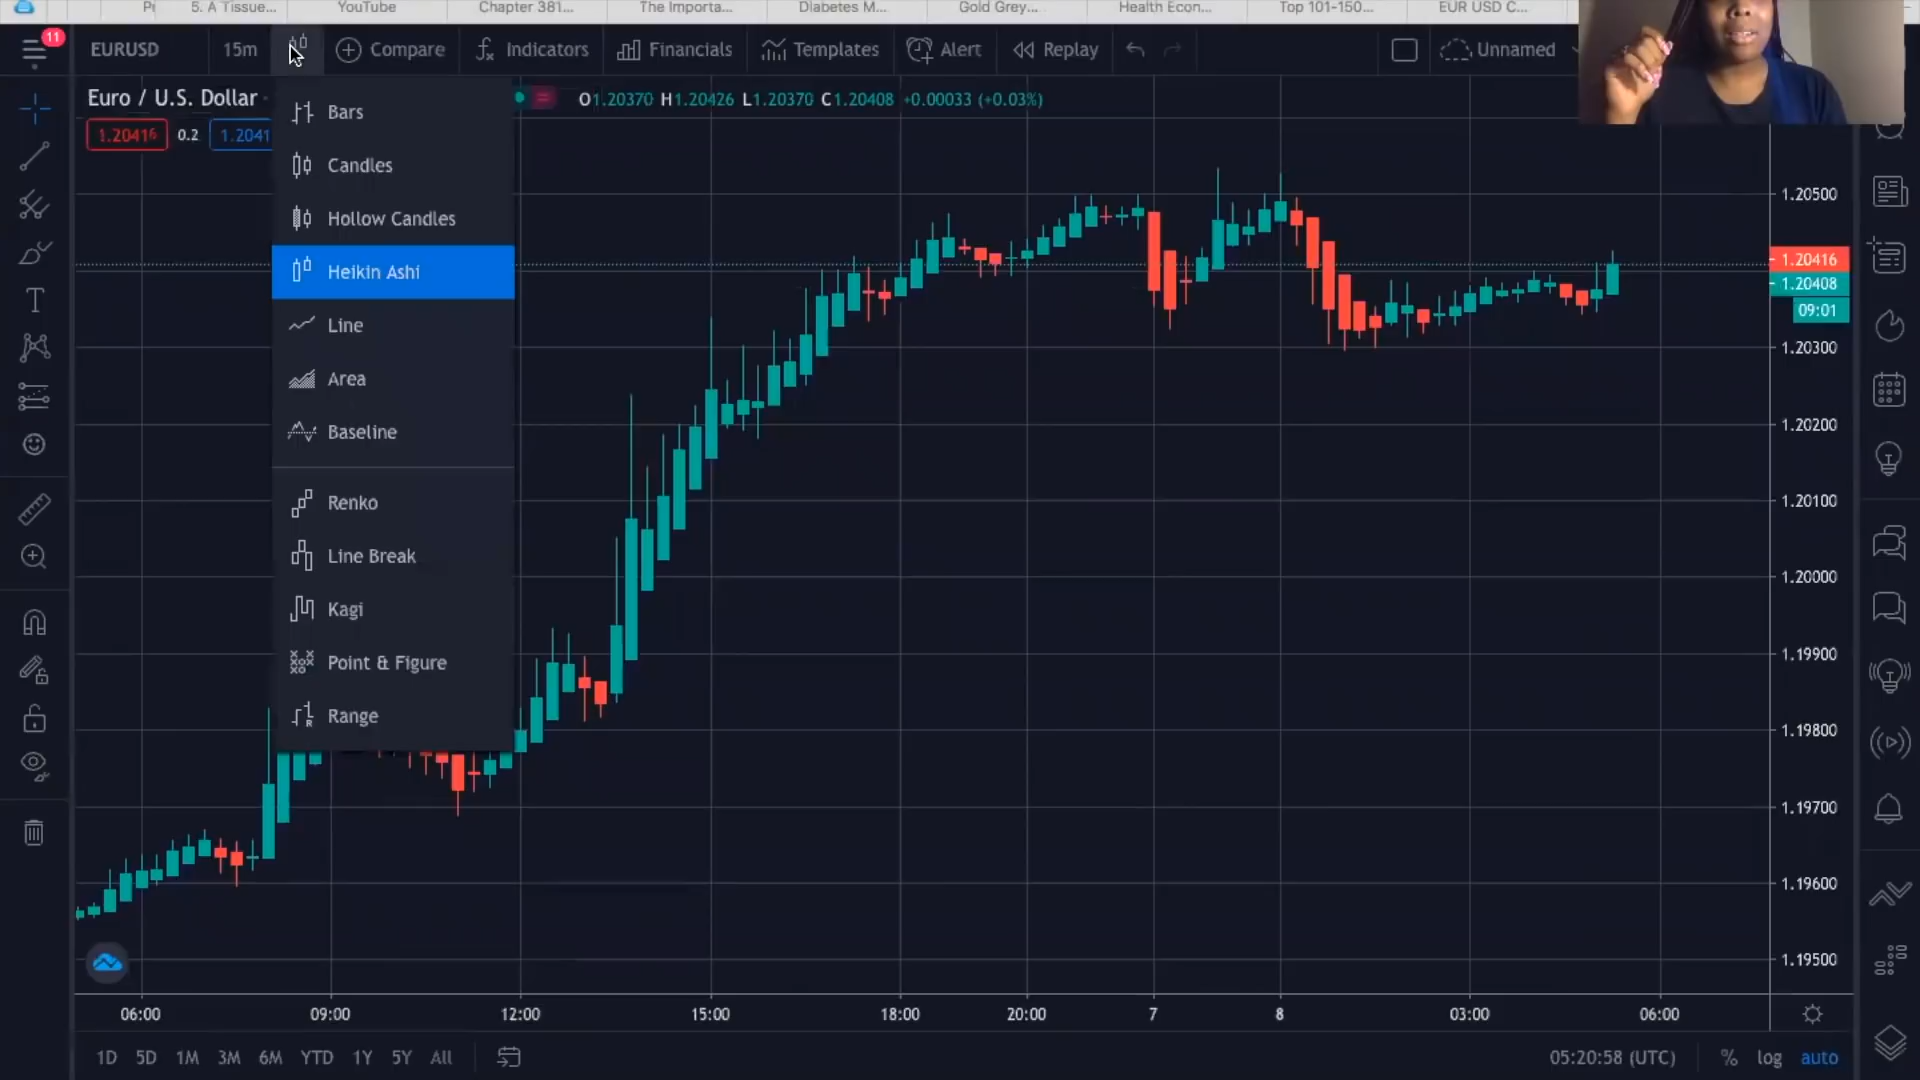 5. A Tissue...
YouTube
Chapter 381...
The Importa...
Diabetes M...
Gold Grey...
Health Econ...
Top 101-150...
EUR USD C...
11
EURUSD
15m
Compare
Indicators
Financials
Templates
Alert
Replay
Unnamed
Euro / U.S. Dollar
O1.20370 H1.20426 L1.20370 C1.20408 +0.00033 (+0.03%)
1.20416
0.2
1.2041
Bars
Candles
Hollow Candles
Heikin Ashi
Line
Area
Baseline
Renko
Line Break
Kagi
Point & Figure
Range
1.20500
1.20416
1.20408
09:01
1.20300
1.20200
1.20100
1.20000
1.19900
1.19800
1.19700
1.19600
1.19500
06:00
09:00
12:00
15:00
18:00
20:00
7
8
03:00
06:00
1D
5D
1M
3M
6M
YTD
1Y
5Y
All
05:20:58 (UTC)
%
log
auto